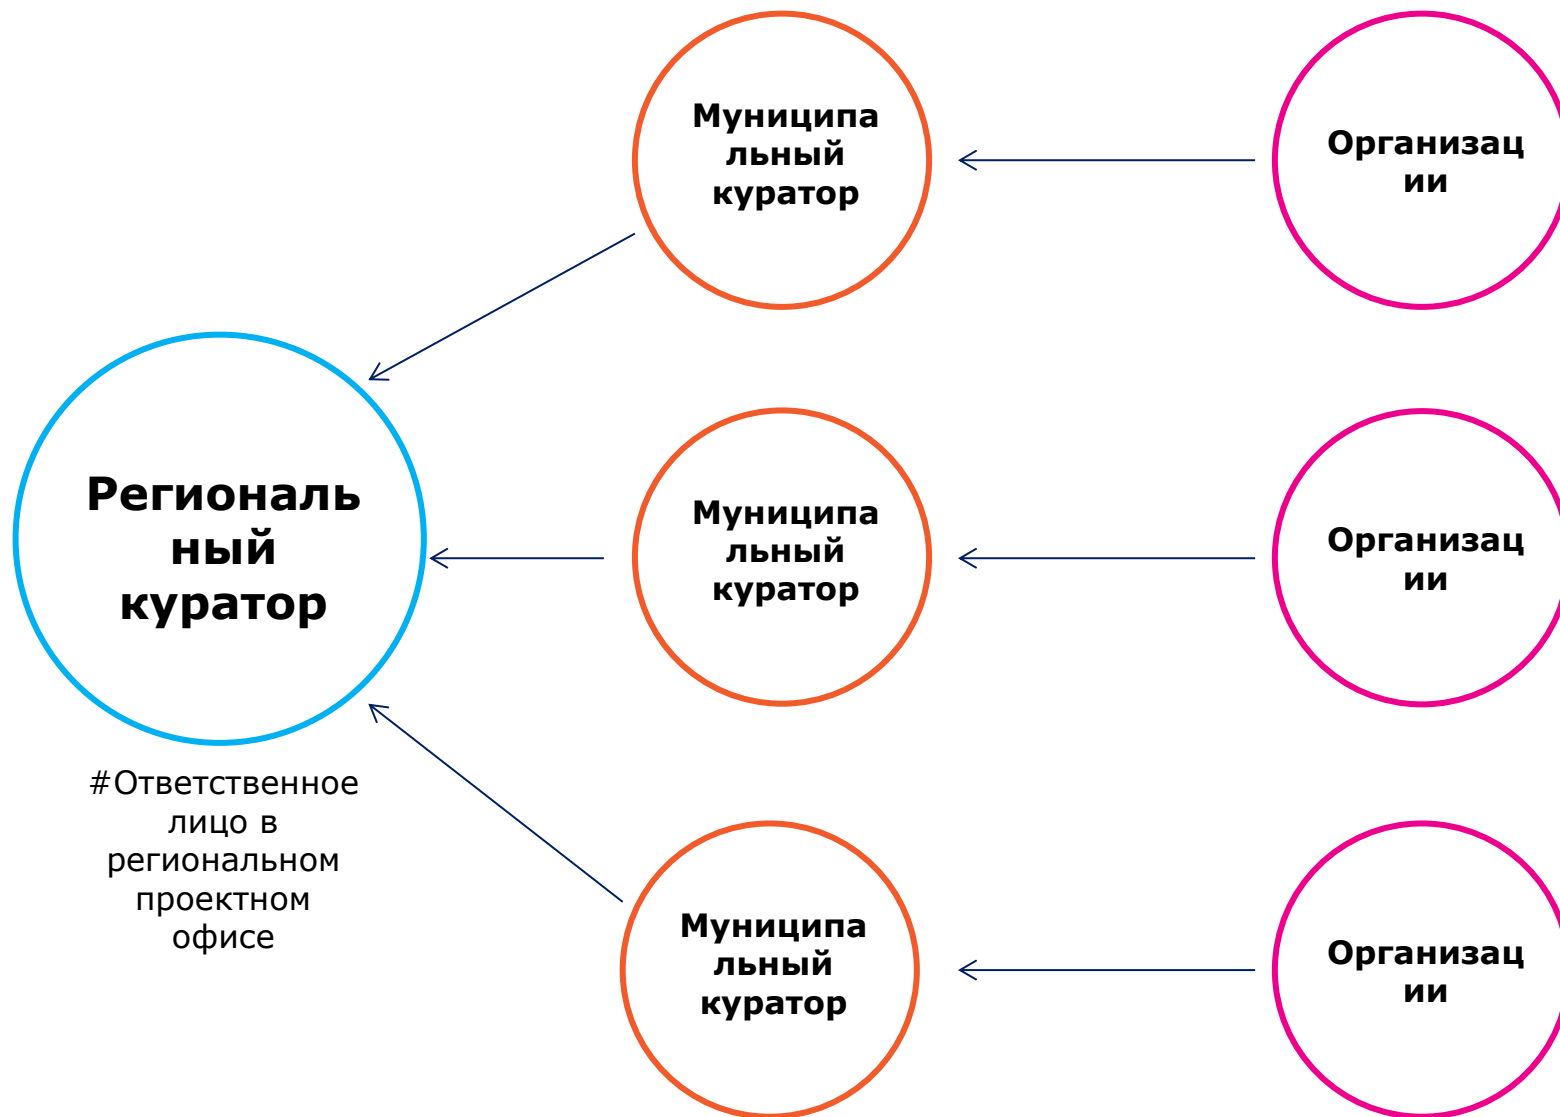 Муниципа
льный
куратор
Организац
ии
Региональ
ный
куратор
Муниципа
льный
куратор
Организац
ии
#Ответственное
лицо в
региональном
проектном
офисе
Муниципа
льный
куратор
Организац
ии